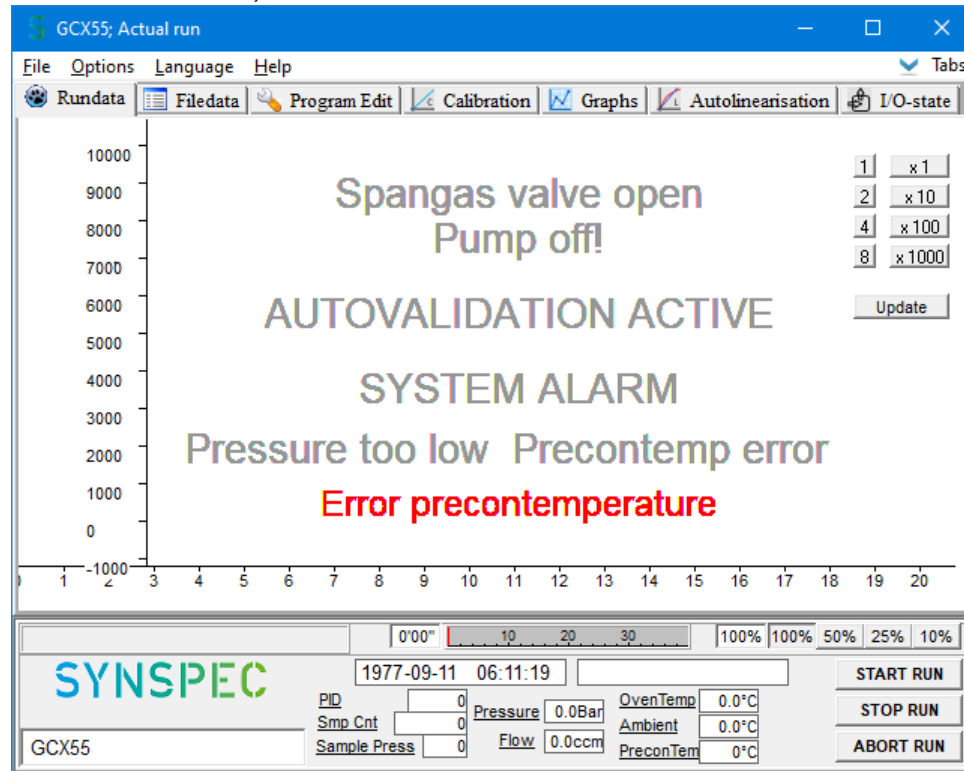 GCX55; Actual run
File Options Language Help Tabs
Rundata Filedata Program Edit Calibration Graphs Autolinearisation I/O-state
10000
9000
8000
7000
6000
5000
4000
3000
2000
1000
0
-1000
Spangas valve open
Pump off!
AUTOVALIDATION ACTIVE
SYSTEM ALARM
Pressure too low Precontemp error
Error precontemperature
1 x 1
2 x 10
4 x 100
8 x 1000
Update
1 2 3 4 5 6 7 8 9 10 11 12 13 14 15 16 17 18 19 20
0'00" 10 20 30 100% 100% 50% 25% 10%
SYNSPEC
GCX55
1977-09-11 06:11:19
PID 0
Smp Cnt 0
Sample Press 0
Pressure 0.0Bar
Flow 0.0ccm
OvenTemp 0.0°C
Ambient 0.0°C
PreconTem 0°C
START RUN
STOP RUN
ABORT RUN